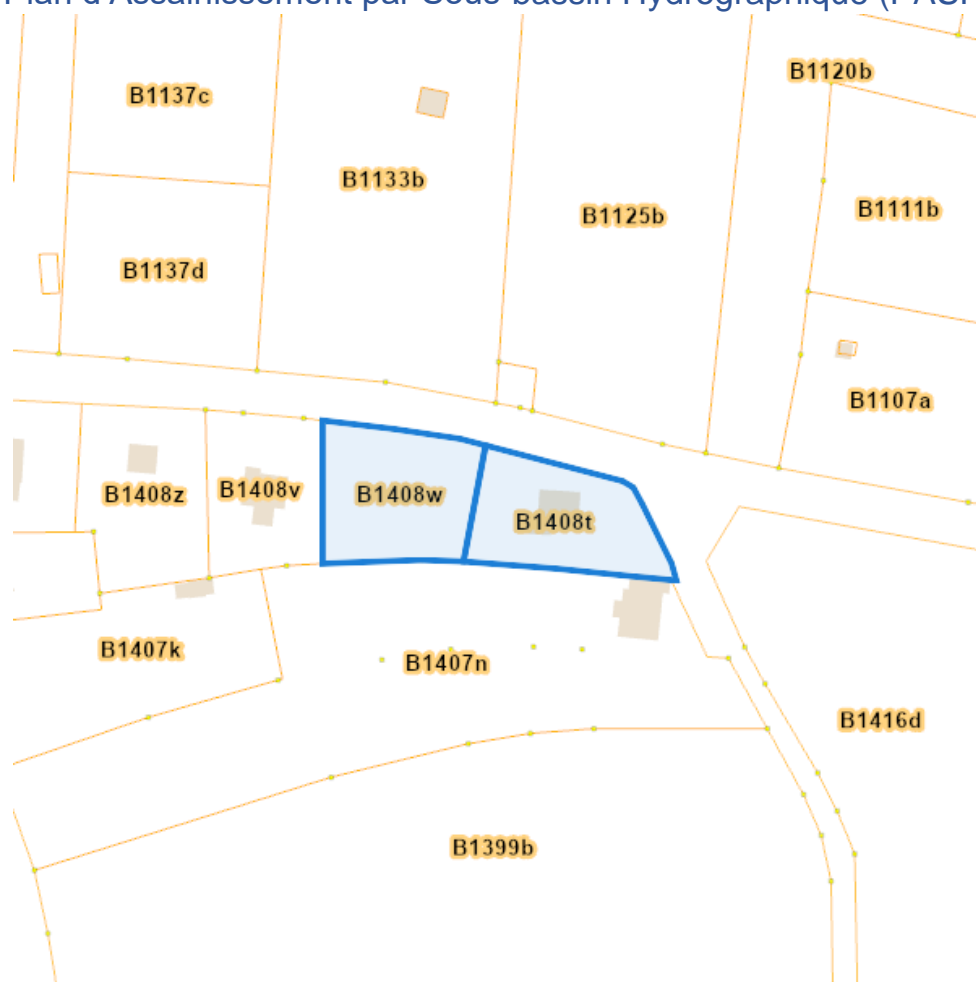 Plan d'Assainissement par Sous-bassin Hydrographique (PASH
B1120b
B1137c
B1133b
B1111b
B1125b
B1137d
B1107a
B1408v
B1408w
B1408z
B1408t
B1407k
B1407n
B1416d
B1399b